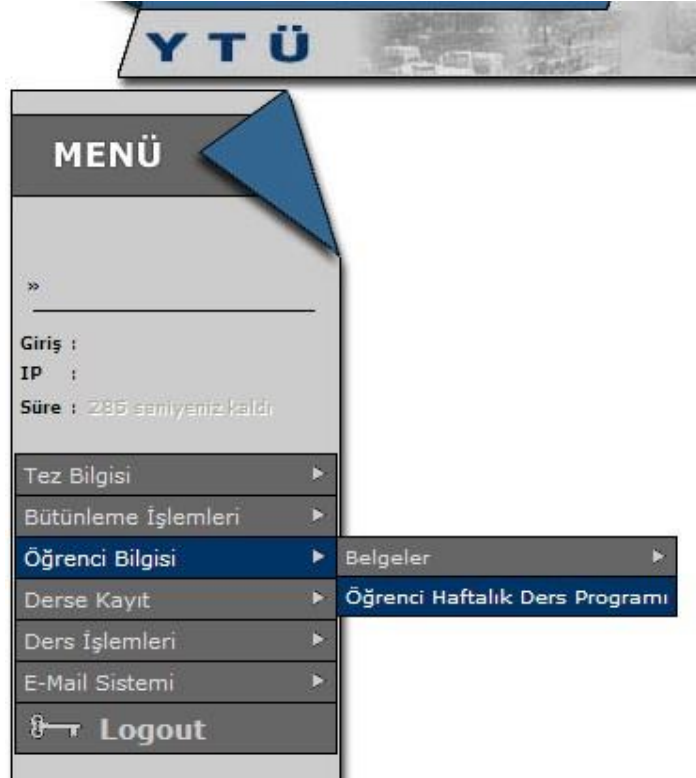 YTÜ
MENÜ
»
Giriş :
IP :
Süre : 285 saniyeniz kaldı
Tez Bilgisi
Bütünleme İşlemleri
Öğrenci Bilgisi
Belgeler
Derse Kayıt
Öğrenci Haftalık Ders Programı
Ders İşlemleri
E-Mail Sistemi
Logout